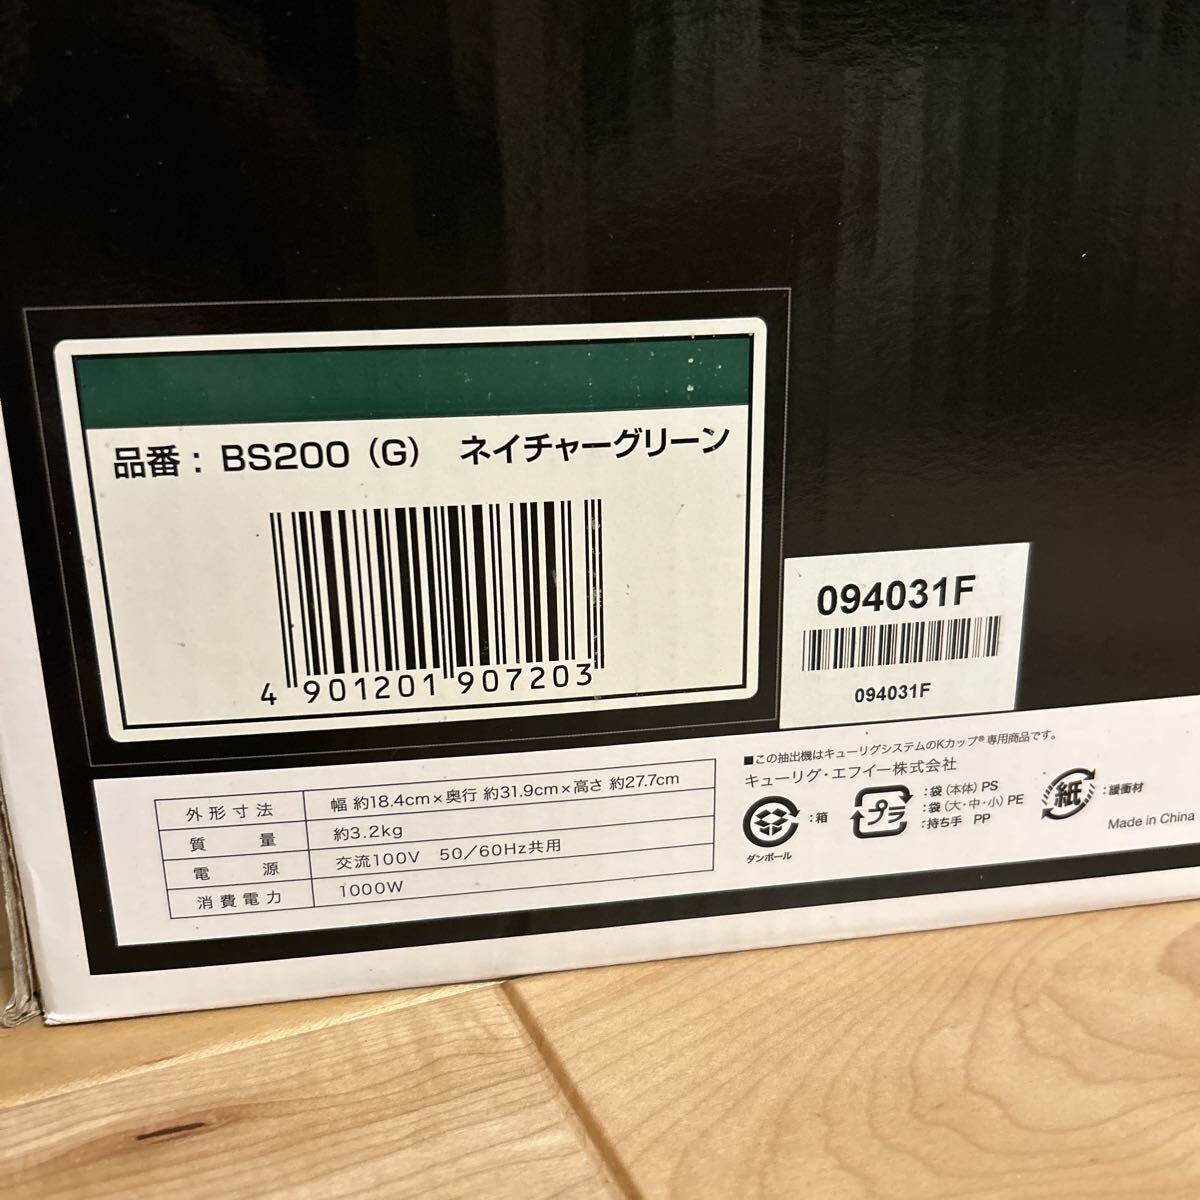 品番：BS200（G） ネイチャーグリーン
4 901201 907203
094031F
094031F
外形寸法 幅 約18.4cm×奥行 約31.9cm×高さ 約27.7cm
質量 約3.2kg
電源 交流100V 50／60Hz共用
消費電力 1000W
■この抽出機はキューリグシステムのKカップ®専用商品です。
キューリグ・エフイー株式会社
：箱
ダンボール
プラ
：袋（本体）PS
：袋（大・中・小）PE
：持ち手 PP
紙
：緩衝材
Made in China